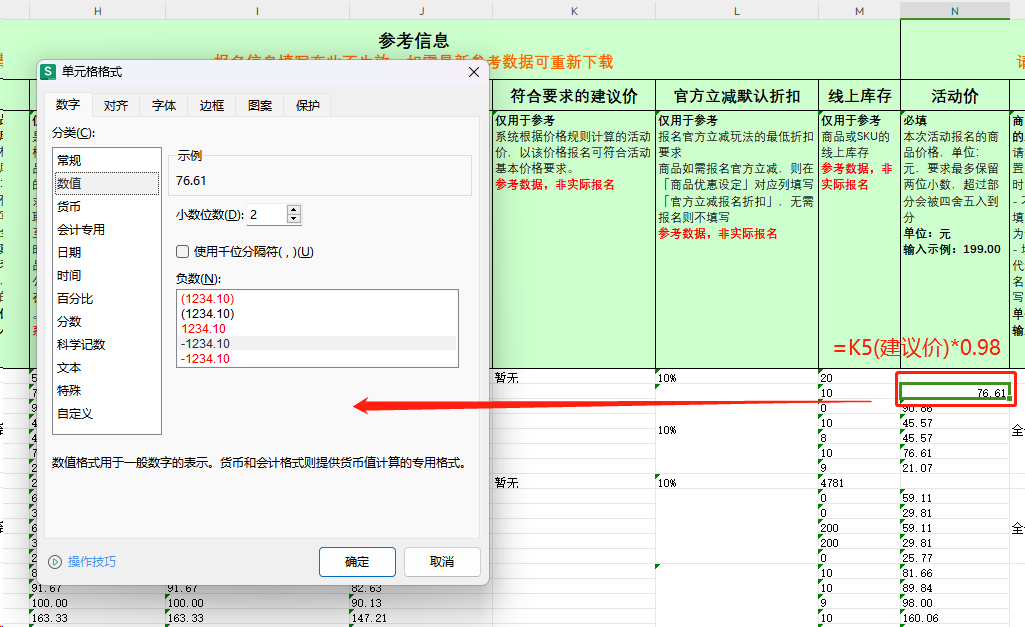 H I J K L M N
参考信息
参考数据可重新下载
S 单元格格式
数字 对齐 字体 边框 图案 保护
分类(C):
常规
数值
货币
会计专用
日期
时间
百分比
分数
科学记数
文本
特殊
自定义
示例
76.61
小数位数(D): 2
使用千位分隔符( , )(U)
负数(N):
(1234.10)
(1234.10)
1234.10
-1234.10
-1234.10
数值格式用于一般数字的表示。货币和会计格式则提供货币值计算的专用格式。
操作技巧
确定
取消
符合要求的建议价
官方立减默认折扣
线上库存
活动价
仅用于参考
系统根据价格规则计算的活动
价, 以该价格报名可符合活动
基本价格要求。
参考数据, 非实际报名
仅用于参考
报名官方立减玩法的最低折扣
要求
商品如需报名官方立减, 则在
「商品优惠设定」对应列填写
「官方立减报名折扣」, 无需
报名则不填写
参考数据, 非实际报名
仅用于参考
商品或SKU的
线上库存
参考数据, 非
实际报名
必填
本次活动报名的商
品价格, 单位:
元, 要求最多保留
两位小数, 超过部
分会被四舍五入到
分
单位: 元
输入示例: 199.00
=K5(建议价)*0.98
暂无 10% 20
10 76.61
0 90.86
10 45.57
10% 8 45.57
10 76.61
9 21.07
暂无 10% 4781
0 59.11
0 29.81
200 59.11
200 29.81
0 25.77
10 81.66
91.67 91.67 82.63 10 89.84
100.00 100.00 90.13 9 98.00
163.33 163.33 147.21 10 160.06